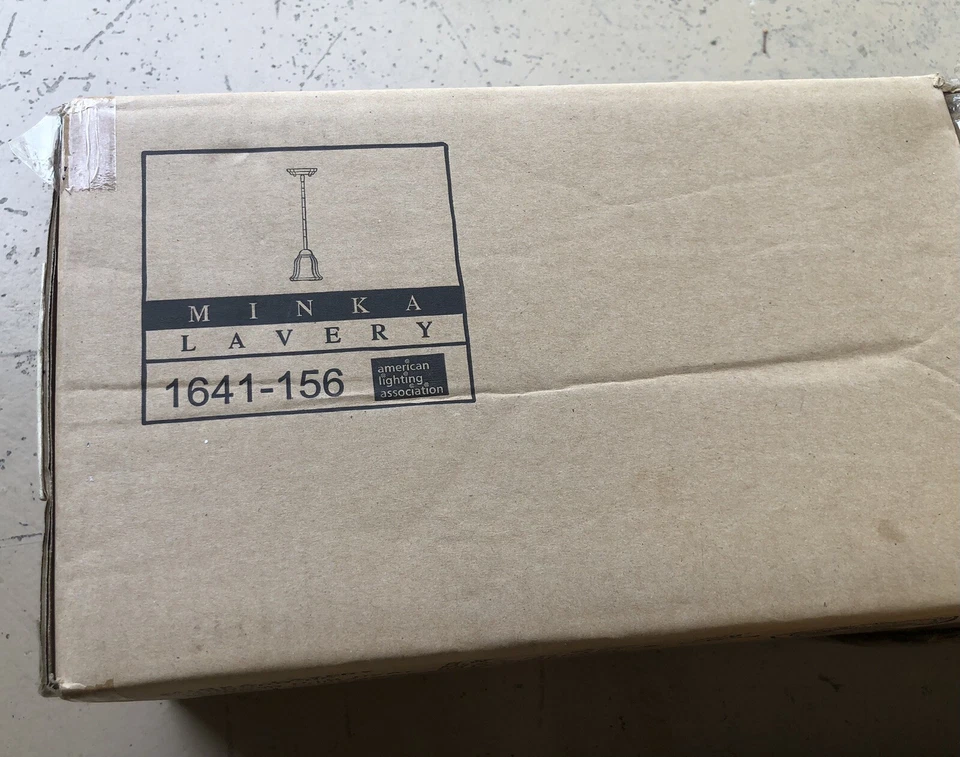 MINKA
LAVERY
1641-156
american
lighting
association